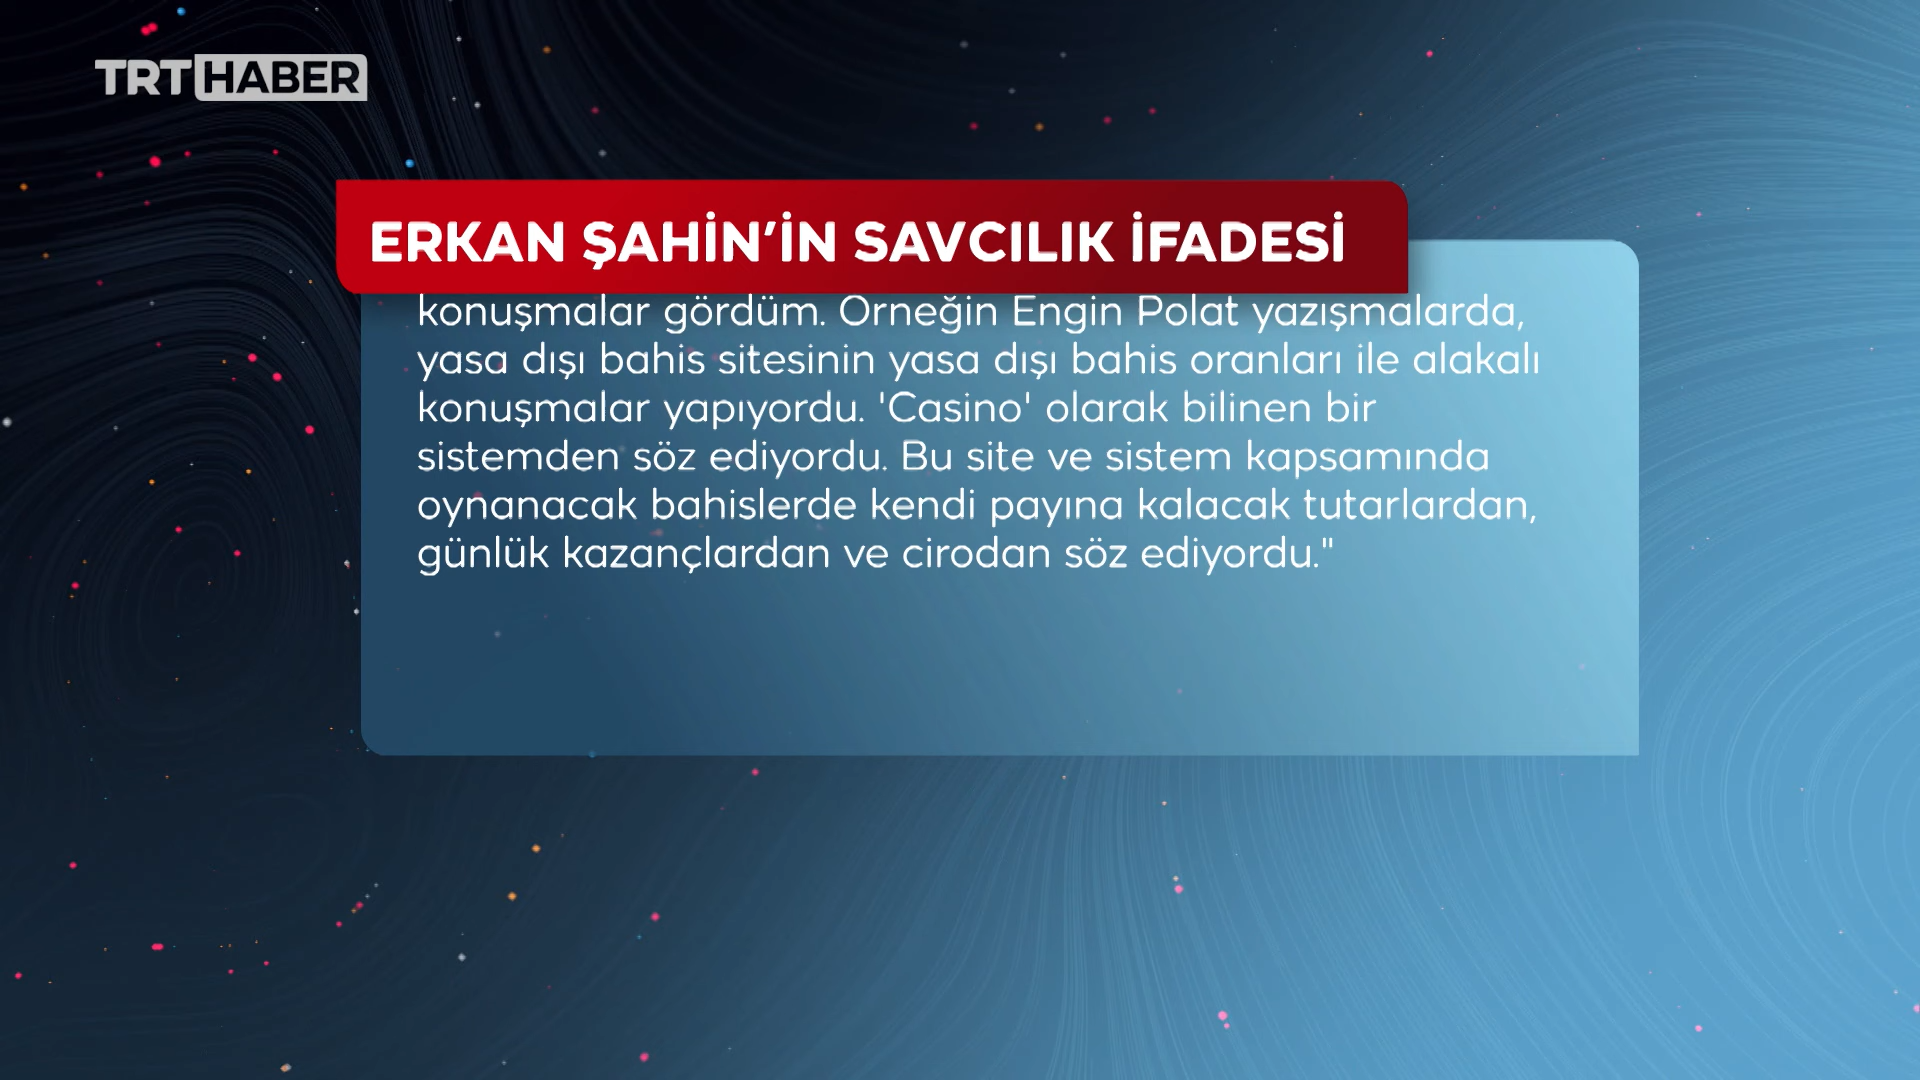 TRT HABER
ERKAN ŞAHİN’İN SAVCILIK İFADESİ
konuşmalar gördüm. Örneğin Engin Polat yazışmalarda,
yasa dışı bahis sitesinin yasa dışı bahis oranları ile alakalı
konuşmalar yapıyordu. 'Casino' olarak bilinen bir
sistemden söz ediyordu. Bu site ve sistem kapsamında
oynanacak bahislerde kendi payına kalacak tutarlardan,
günlük kazançlardan ve cirodan söz ediyordu."